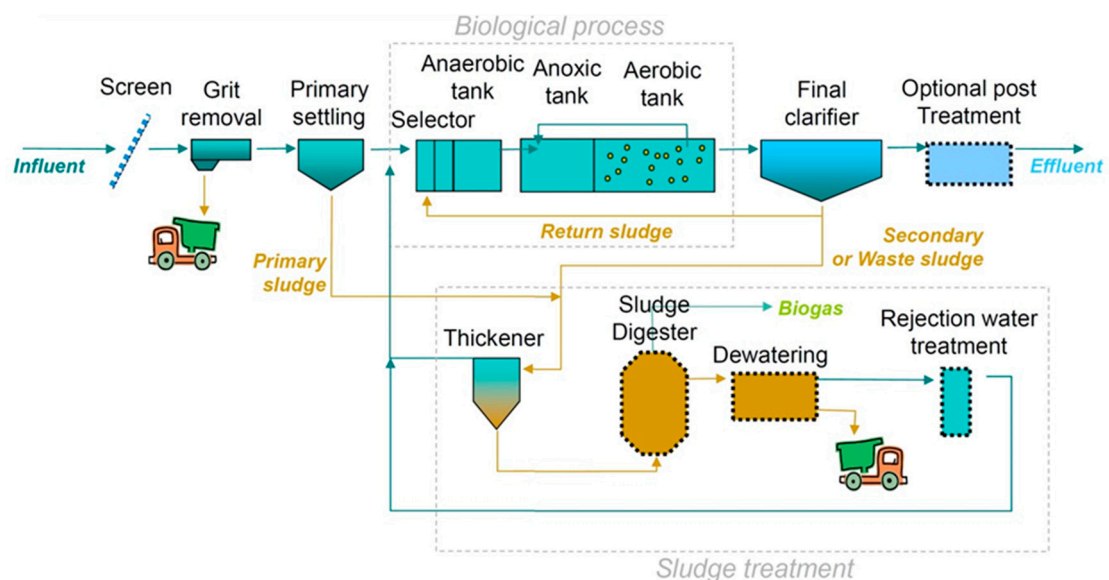 Biological process
Screen
Grit
removal
Primary
settling
Selector
Anaerobic
tank
Anoxic
tank
Aerobic
tank
Final
clarifier
Optional post
Treatment
Influent
Effluent
Return sludge
Secondary
or Waste sludge
Primary
sludge
Thickener
Sludge
Digester
Biogas
Dewatering
Rejection water
treatment
Sludge treatment